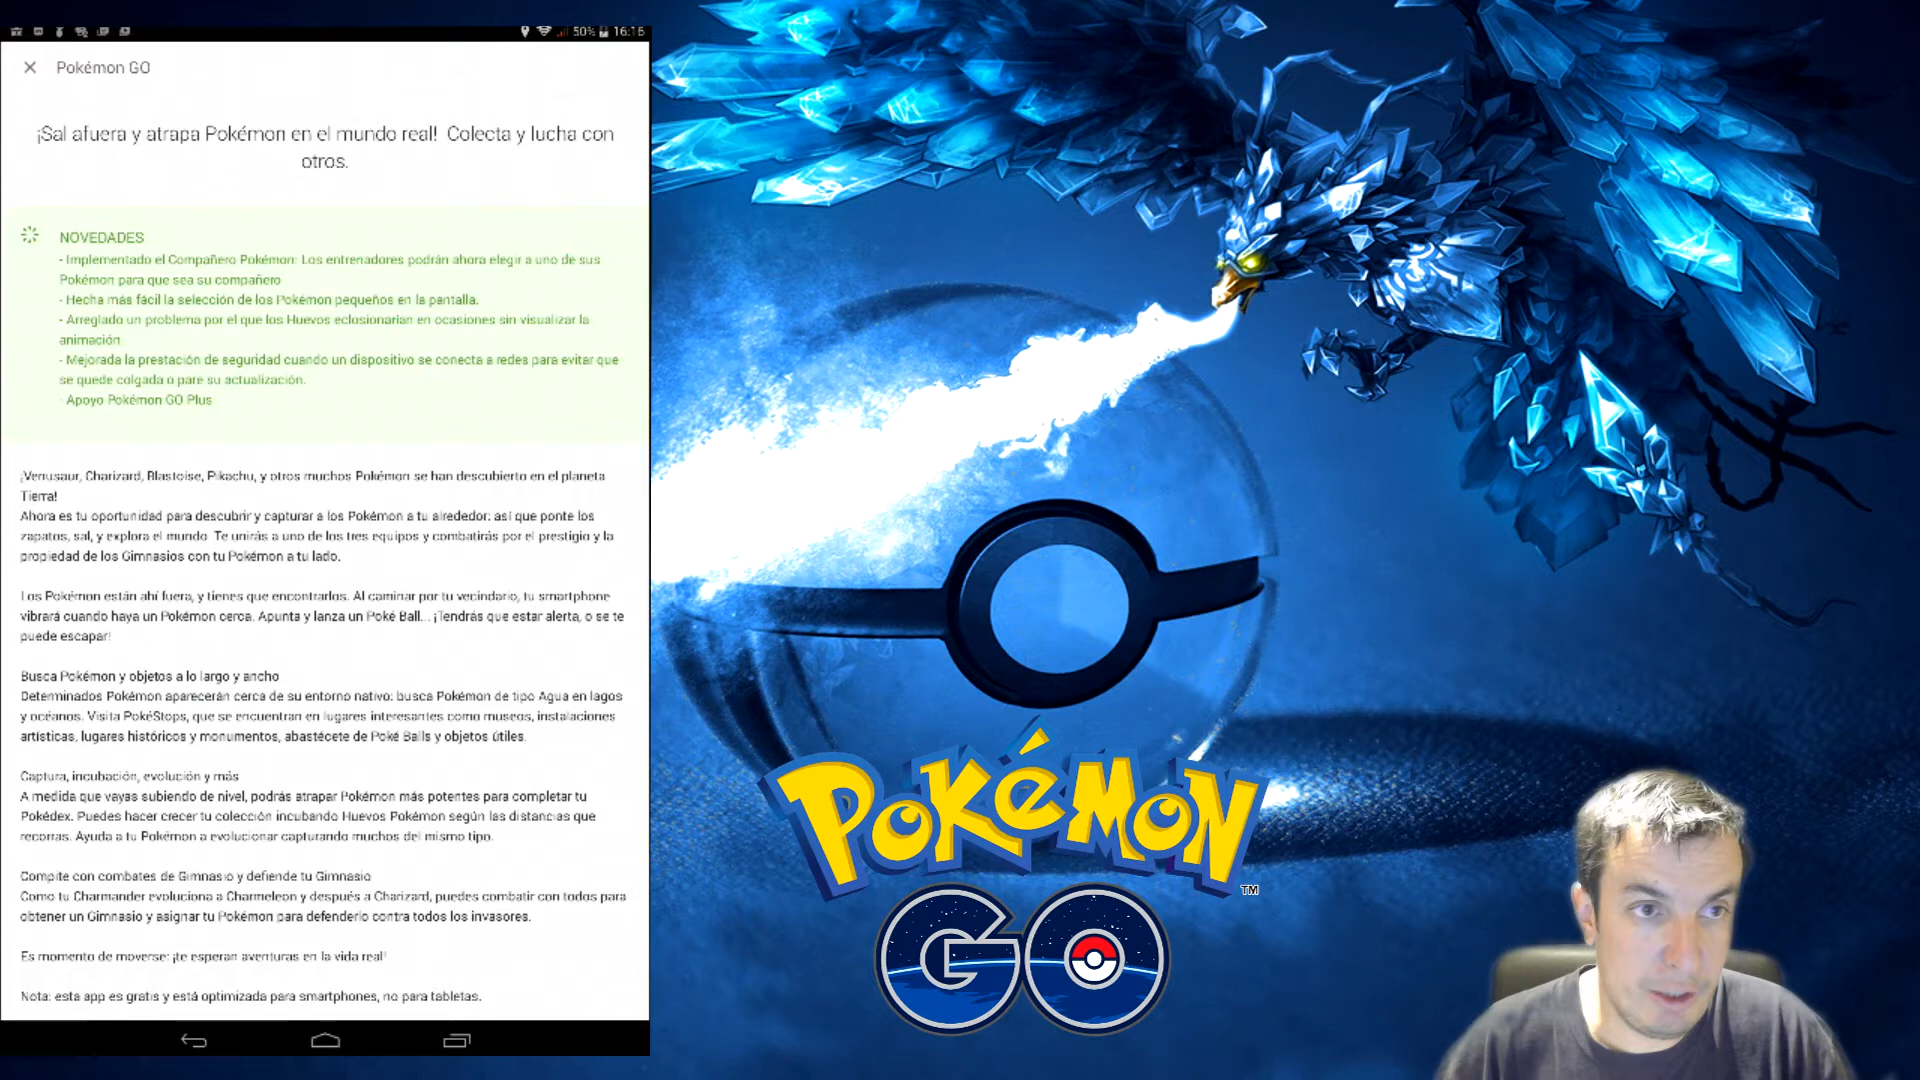 50% 16:16
Pokémon GO
¡Sal afuera y atrapa Pokémon en el mundo real! Colecta y lucha con
otros.
NOVEDADES
- Implementado el Compañero Pokémon: Los entrenadores podrán ahora elegir a uno de sus
Pokémon para que sea su compañero
- Hecha más fácil la selección de los Pokémon pequeños en la pantalla.
- Arreglado un problema por el que los Huevos eclosionarían en ocasiones sin visualizar la
animación
- Mejorada la prestación de seguridad cuando un dispositivo se conecta a redes para evitar que
se quede colgada o pare su actualización.
- Apoyo Pokémon GO Plus
¡Venusaur, Charizard, Blastoise, Pikachu, y otros muchos Pokémon se han descubierto en el planeta
Tierra!
Ahora es tu oportunidad para descubrir y capturar a los Pokémon a tu alrededor: así que ponte los
zapatos, sal, y explora el mundo. Te unirás a uno de los tres equipos y combatirás por el prestigio y la
propiedad de los Gimnasios con tu Pokémon a tu lado.
Los Pokémon están ahí fuera, y tienes que encontrarlos. Al caminar por tu vecindario, tu smartphone
vibrará cuando haya un Pokémon cerca. Apunta y lanza un Poké Ball... ¡Tendrás que estar alerta, o se te
puede escapar!
Busca Pokémon y objetos a lo largo y ancho
Determinados Pokémon aparecerán cerca de su entorno nativo: busca Pokémon de tipo Agua en lagos
y océanos. Visita PokéStops, que se encuentran en lugares interesantes como museos, instalaciones
artísticas, lugares históricos y monumentos, abastécete de Poké Balls y objetos útiles.
Captura, incubación, evolución y más
A medida que vayas subiendo de nivel, podrás atrapar Pokémon más potentes para completar tu
Pokédex. Puedes hacer crecer tu colección incubando Huevos Pokémon según las distancias que
recorras. Ayuda a tu Pokémon a evolucionar capturando muchos del mismo tipo.
Compite con combates de Gimnasio y defiende tu Gimnasio
Como tu Charmander evoluciona a Charmeleon y después a Charizard, puedes combatir con todos para
obtener un Gimnasio y asignar tu Pokémon para defenderlo contra todos los invasores.
Es momento de moverse: ¡te esperan aventuras en la vida real!
Nota: esta app es gratis y está optimizada para smartphones, no para tabletas.
POKéMON
TM
GO